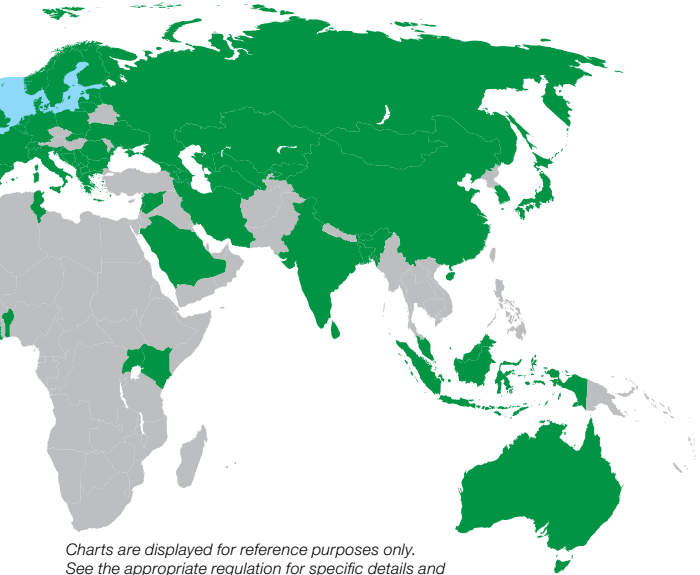 Charts are displayed for reference purposes only.
See the appropriate regulation for specific details and